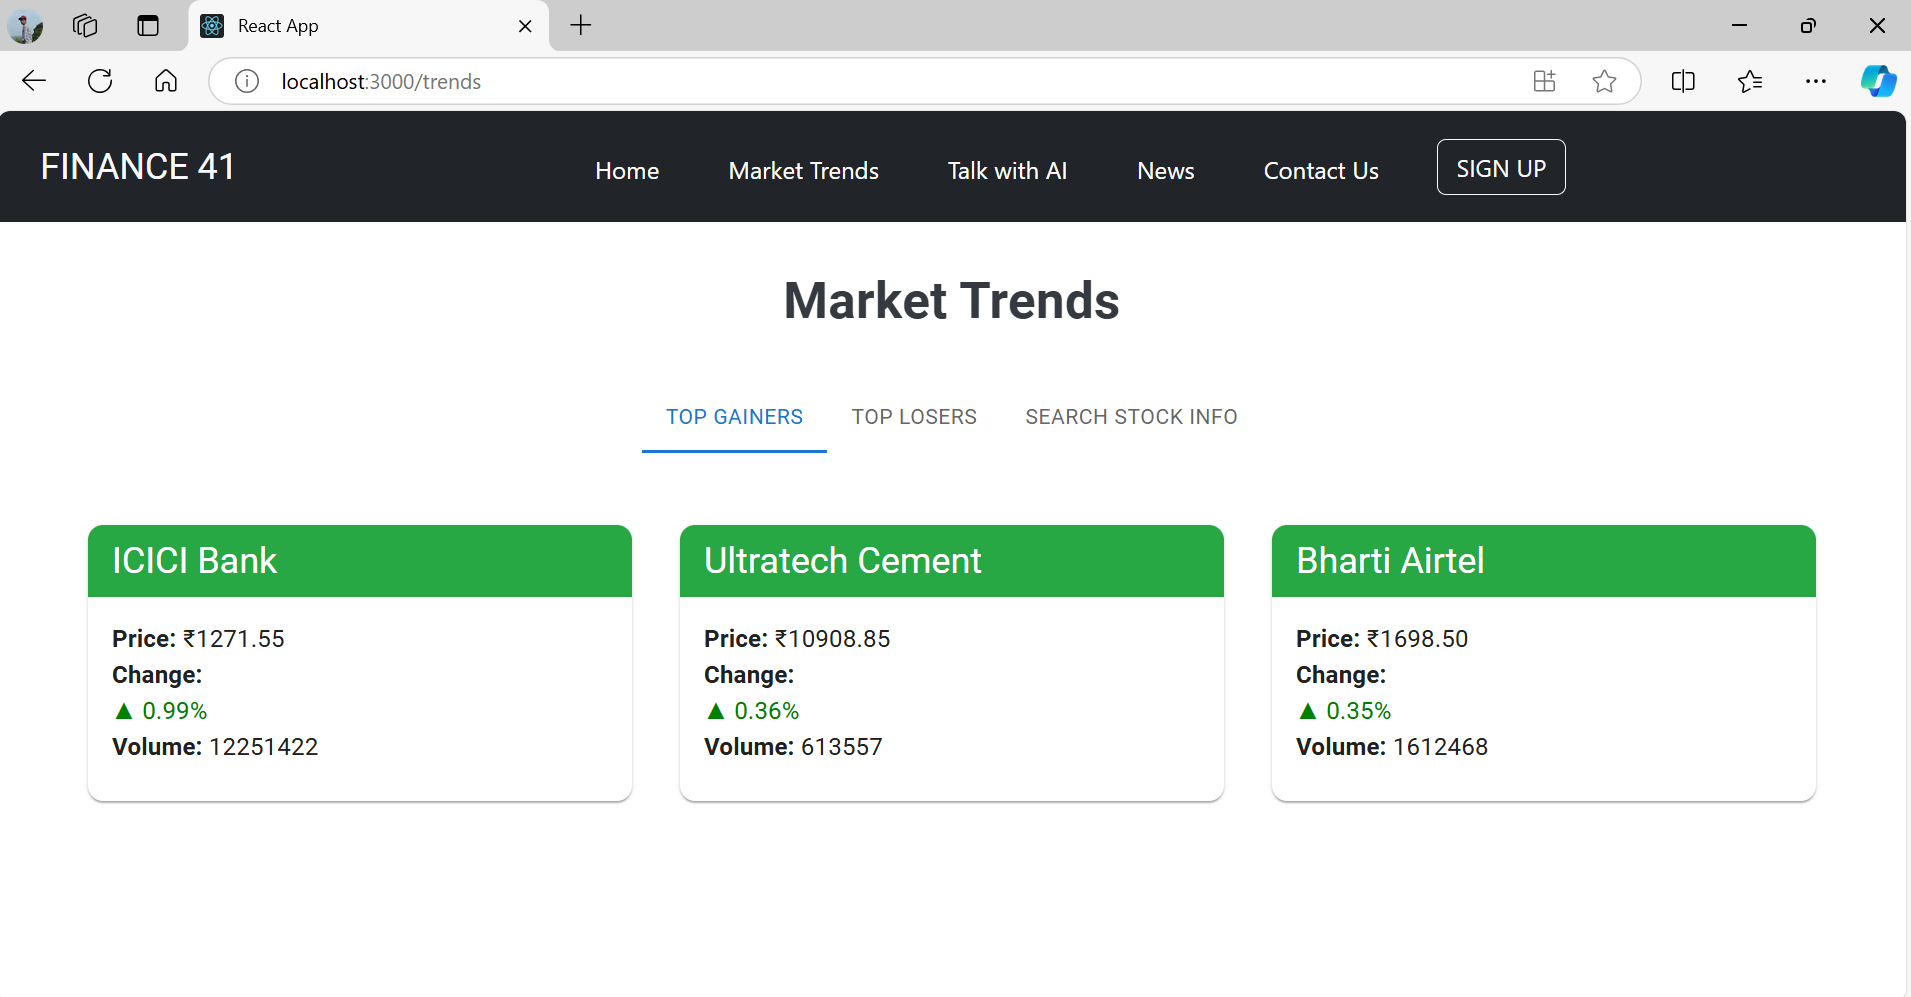 React App
localhost:3000/trends
FINANCE 41
Home
Market Trends
Talk with AI
News
Contact Us
SIGN UP
Market Trends
TOP GAINERS
TOP LOSERS
SEARCH STOCK INFO
ICICI Bank
Price: ₹1271.55
Change:
▲ 0.99%
Volume: 12251422
Ultratech Cement
Price: ₹10908.85
Change:
▲ 0.36%
Volume: 613557
Bharti Airtel
Price: ₹1698.50
Change:
▲ 0.35%
Volume: 1612468